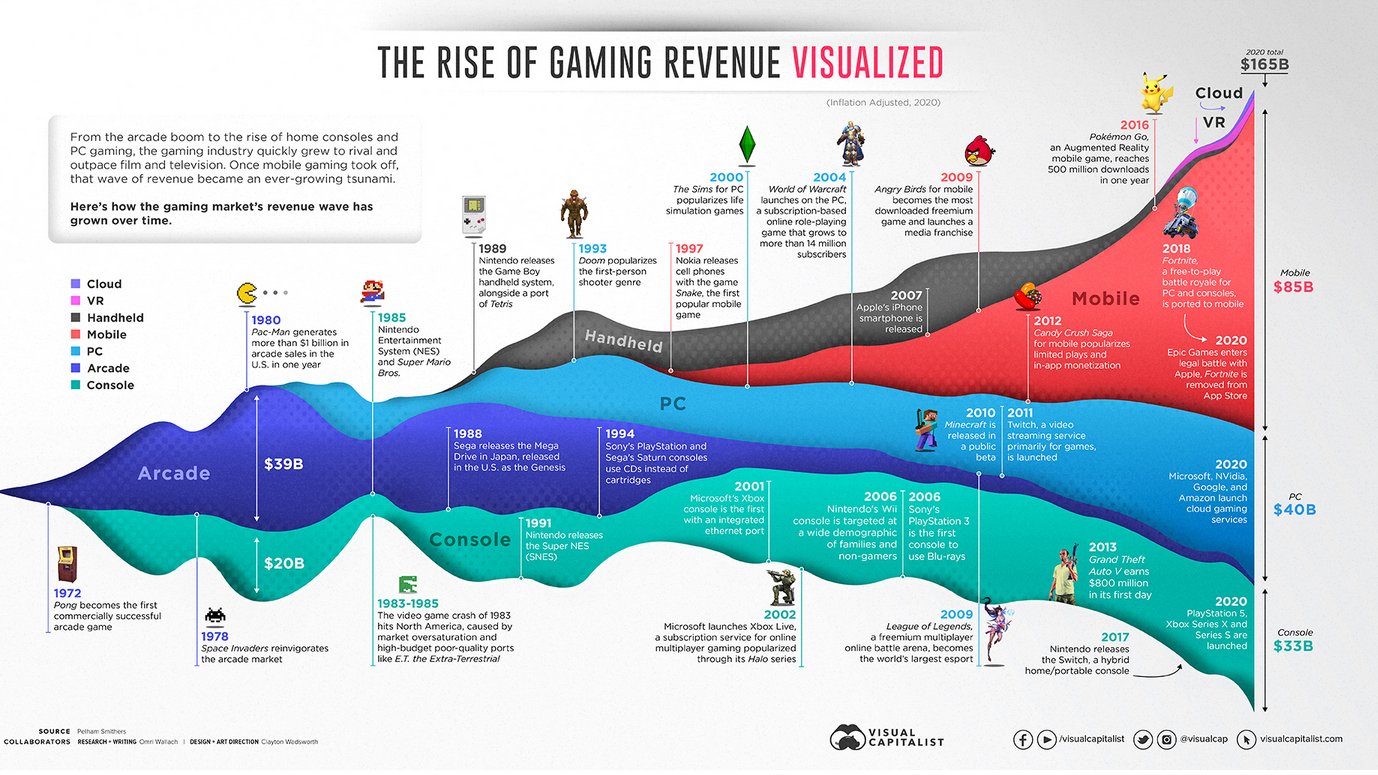 THE RISE OF GAMING REVENUE VISUALIZED
(Inflation Adjusted, 2020)
From the arcade boom to the rise of home consoles and
PC gaming, the gaming industry quickly grew to rival and
outpace film and television. Once mobile gaming took off,
that wave of revenue became an ever-growing tsunami.
Here's how the gaming market's revenue wave has
grown over time.
Cloud
VR
Handheld
Mobile
PC
Arcade
Console
1972
Pong becomes the first
commercially successful
arcade game
1978
Space Invaders reinvigorates
the arcade market
1980
Pac-Man generates
more than $1 billion in
arcade sales in the
U.S. in one year
Arcade
$39B
$20B
1985
Nintendo
Entertainment
System (NES)
and Super Mario
Bros.
1983-1985
The video game crash of 1983
hits North America, caused by
market oversaturation and
high-budget poor-quality ports
like E.T. the Extra-Terrestrial
1988
Sega releases the Mega
Drive in Japan, released
in the U.S. as the Genesis
1989
Nintendo releases
the Game Boy
handheld system,
alongside a port
of Tetris
Console
1991
Nintendo releases
the Super NES
(SNES)
1993
Doom popularizes
the first-person
shooter genre
Handheld
1994
Sony's PlayStation and
Sega's Saturn consoles
use CDs instead of
cartridges
1997
Nokia releases
cell phones
with the game
Snake, the first
popular mobile
game
PC
2000
The Sims for PC
popularizes life
simulation games
2001
Microsoft's Xbox
console is the first
with an integrated
ethernet port
2002
Microsoft launches Xbox Live,
a subscription service for online
multiplayer gaming popularized
through its Halo series
2004
World of Warcraft
launches on the PC,
a subscription-based
online role-playing
game that grows to
more than 14 million
subscribers
2006
Nintendo's Wii
console is targeted at
a wide demographic
of families and
non-gamers
2006
Sony's
PlayStation 3
is the first
console to
use Blu-rays
2007
Apple's iPhone
smartphone is
released
2009
Angry Birds for mobile
becomes the most
downloaded freemium
game and launches a
media franchise
2009
League of Legends,
a freemium multiplayer
online battle arena, becomes
the world's largest esport
2010
Minecraft is
released in
a public
beta
2011
Twitch, a video
streaming service
primarily for games,
is launched
2012
Candy Crush Saga
for mobile popularizes
limited plays and
in-app monetization
2013
Grand Theft
Auto V earns
$800 million
in its first day
2016
Pokémon Go,
an Augmented Reality
mobile game, reaches
500 million downloads
in one year
Mobile
2017
Nintendo releases
the Switch, a hybrid
home/portable console
2018
Fortnite,
a free-to-play
battle royale for
PC and consoles,
is ported to mobile
2020
Epic Games enters
legal battle with
Apple, Fortnite is
removed from
App Store
2020
Microsoft, NVidia,
Google, and
Amazon launch
cloud gaming
services
2020
PlayStation 5,
Xbox Series X and
Series S are
launched
2020 total
$165B
Cloud
VR
Mobile
$85B
PC
$40B
Console
$33B
SOURCE Pelham Smithers
COLLABORATORS RESEARCH + WRITING Omri Wallach | DESIGN + ART DIRECTION Clayton Wadsworth
VISUAL
CAPITALIST
/visualcapitalist @visualcap visualcapitalist.com